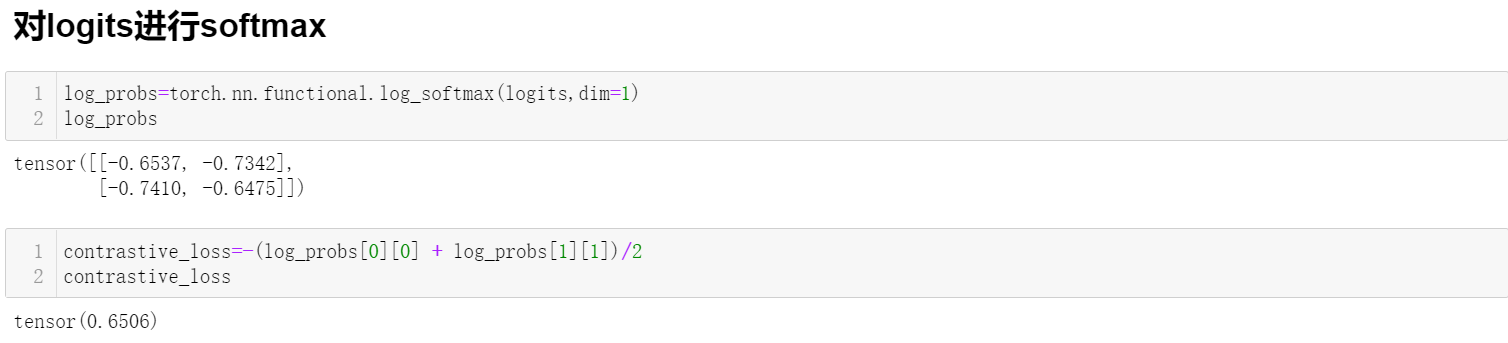 对logits进行softmax
1 log_probs=torch.nn.functional.log_softmax(logits,dim=1)
2 log_probs
tensor([[-0.6537, -0.7342],
[-0.7410, -0.6475]])
1 contrastive_loss=-(log_probs[0][0] + log_probs[1][1])/2
2 contrastive_loss
tensor(0.6506)